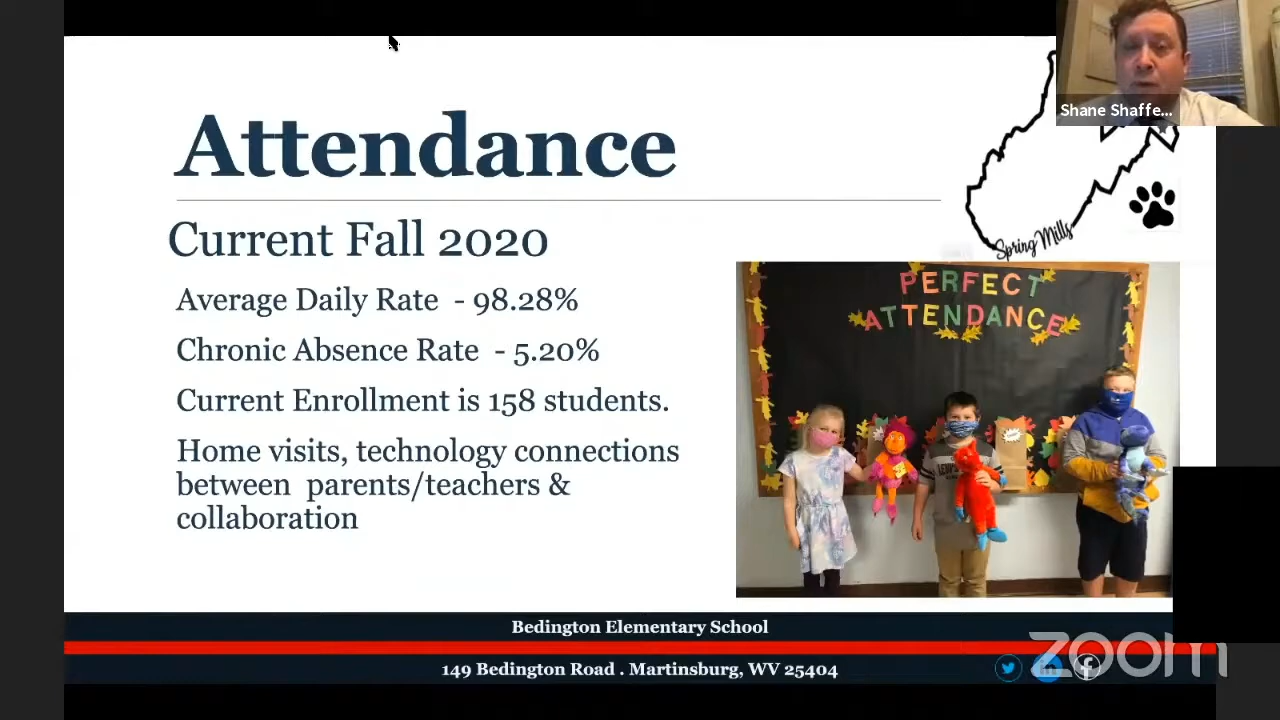 Attendance
Shane Shaffe...
Spring Mills
Current Fall 2020
Average Daily Rate - 98.28%
Chronic Absence Rate - 5.20%
Current Enrollment is 158 students.
Home visits, technology connections
between parents/teachers &
collaboration
PERFECT
ATTENDANCE
Bedington Elementary School
149 Bedington Road . Martinsburg, WV 25404
zoom